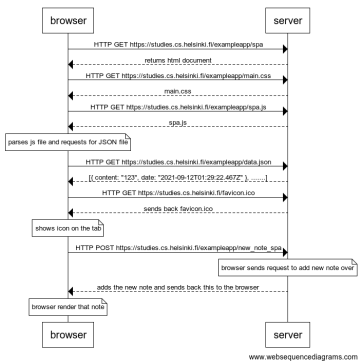 browser
server
HTTP GET https://studies.cs.helsinki.fi/exampleapp/spa
returns html document
HTTP GET https://studies.cs.helsinki.fi/exampleapp/main.css
main.css
HTTP GET https://studies.cs.helsinki.fi/exampleapp/spa.js
spa.js
parses js file and requests for JSON file
HTTP GET https://studies.cs.helsinki.fi/exampleapp/data.json
[{ content: "123", date: "2021-09-12T01:29:22.467Z" }, ........]
HTTP GET https://studies.cs.helsinki.fi/favicon.ico
sends back favicon.ico
shows icon on the tab
HTTP POST https://studies.cs.helsinki.fi/exampleapp/new_note_spa
browser sends request to add new note over
adds the new note and sends back this to the browser
browser render that note
browser
server
www.websequencediagrams.com